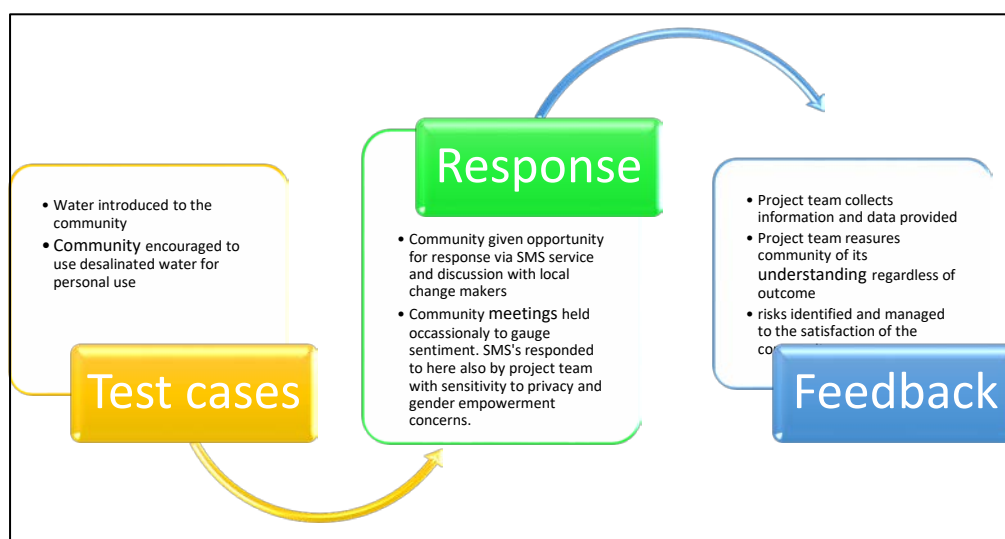 • Water introduced to the
community
• Community encouraged to
use desalinated water for
personal use
Test cases
Response
• Community given opportunity
for response via SMS service
and discussion with local
change makers
• Community meetings held
occassionaly to gauge
sentiment. SMS's responded
to here also by project team
with sensitivity to privacy and
gender empowerment
concerns.
• Project team collects
information and data provided
• Project team reasures
community of its
understanding regardless of
outcome
• risks identified and managed
to the satisfaction of the
Feedback